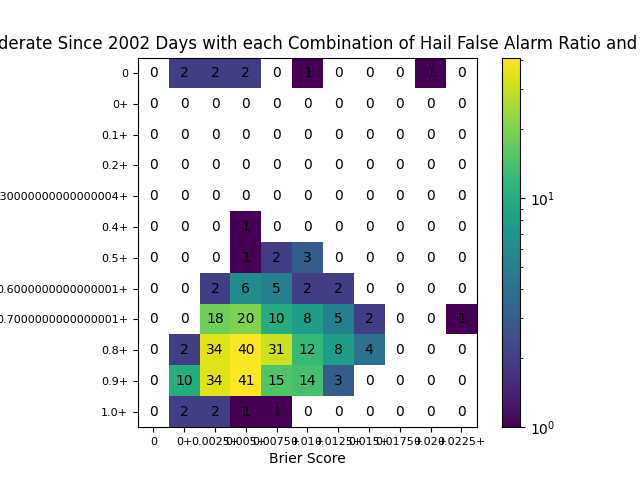 derate Since 2002 Days with each Combination of Hail False Alarm Ratio and
0 0 2 2 2 0 1 0 0 0 1 0
0+ 0 0 0 0 0 0 0 0 0 0 0
0.1+ 0 0 0 0 0 0 0 0 0 0 0
0.2+ 0 0 0 0 0 0 0 0 0 0 0
30000000000000004+ 0 0 0 0 0 0 0 0 0 0 0
0.4+ 0 0 0 1 0 0 0 0 0 0 0
0.5+ 0 0 0 1 2 3 0 0 0 0 0
0.6000000000000001+ 0 0 2 6 5 2 2 0 0 0 0
0.7000000000000001+ 0 0 18 20 10 8 5 2 0 0 1
0.8+ 0 2 34 40 31 12 8 4 0 0 0
0.9+ 0 10 34 41 15 14 3 0 0 0 0
1.0+ 0 2 2 1 1 0 0 0 0 0 0
0 0+ 0.0025+ 0.005+ 0.0075+ 0.01+ 0.0125+ 0.015+ 0.0175+ 0.02+ 0.0225+
Brier Score
10¹
10⁰